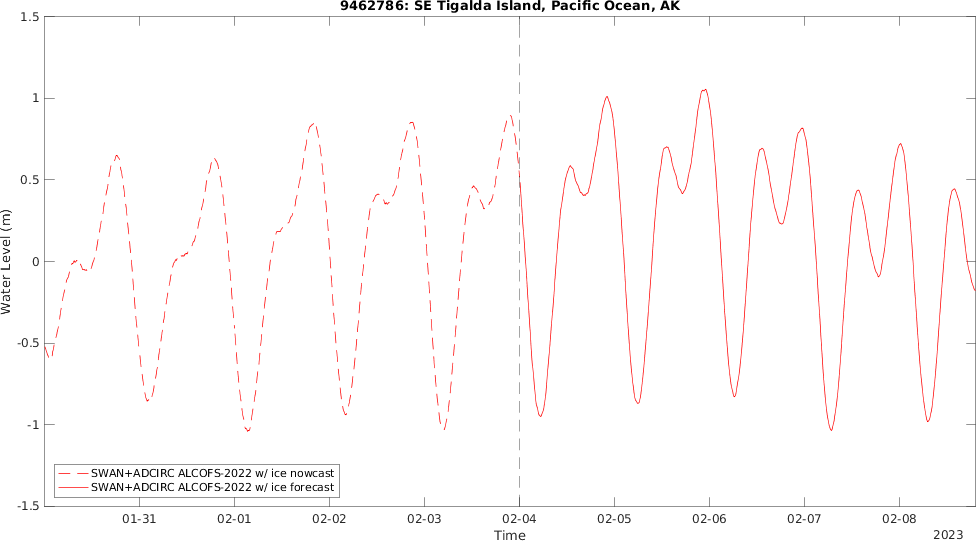 9462786: SE Tigalda Island, Pacific Ocean, AK
1.5
1
0.5
0
-0.5
-1
-1.5
Water Level (m)
SWAN+ADCIRC ALCOFS-2022 w/ ice nowcast
SWAN+ADCIRC ALCOFS-2022 w/ ice forecast
01-31 02-01 02-02 02-03 02-04 02-05 02-06 02-07 02-08
Time
2023